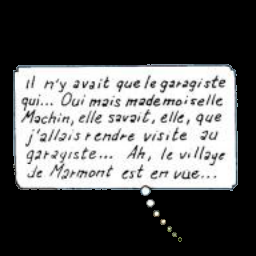 il n'y avait que le garagiste
qui... Oui mais mademoiselle
Machin, elle savait, elle, que
j'allais rendre visite au
garagiste... Ah, le village
de Marmont est en vue...